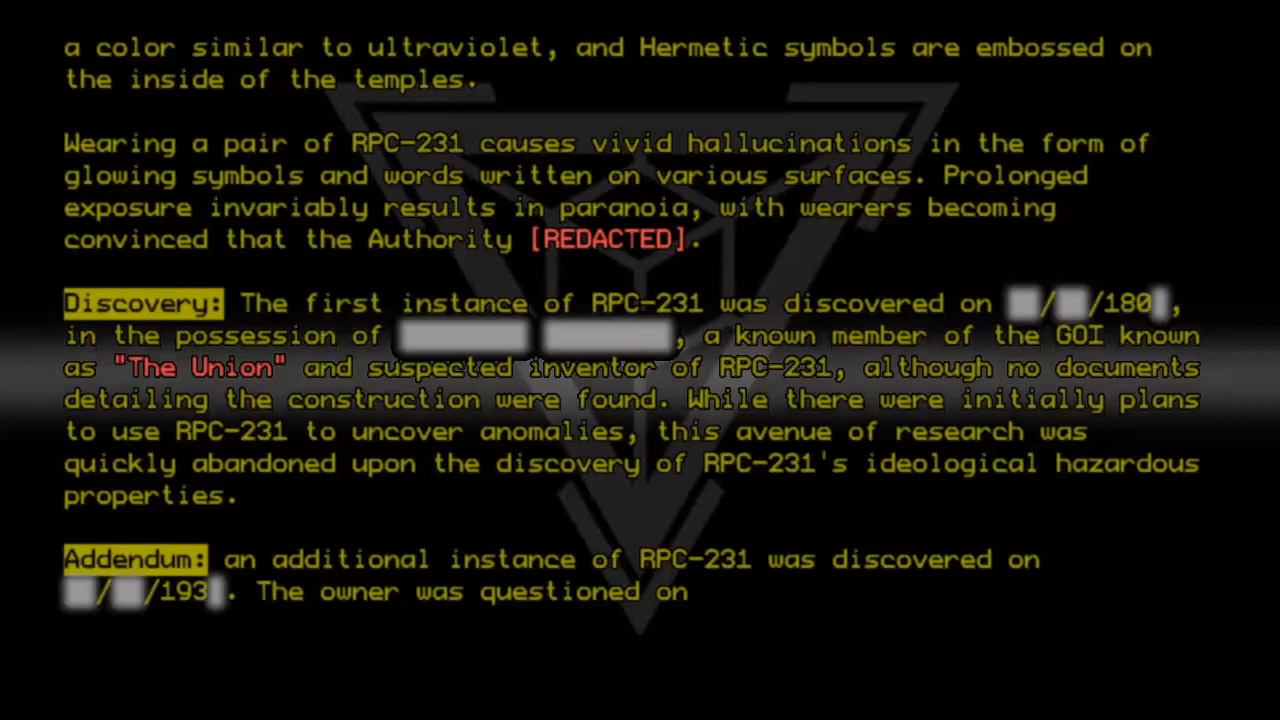 a color similar to ultraviolet, and Hermetic symbols are embossed on
the inside of the temples.
Wearing a pair of RPC-231 causes vivid hallucinations in the form of
glowing symbols and words written on various surfaces. Prolonged
exposure invariably results in paranoia, with wearers becoming
convinced that the Authority [REDACTED].
Discovery: The first instance of RPC-231 was discovered on ██/██/180█,
in the possession of ████████ ████████, a known member of the GOI known
as "The Union" and suspected inventor of RPC-231, although no documents
detailing the construction were found. While there were initially plans
to use RPC-231 to uncover anomalies, this avenue of research was
quickly abandoned upon the discovery of RPC-231's ideological hazardous
properties.
Addendum: an additional instance of RPC-231 was discovered on
██/██/193█. The owner was questioned on